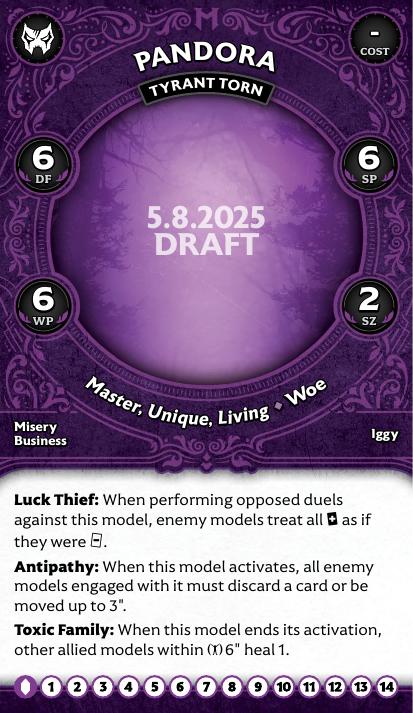 -
COST
PANDORA
TYRANT TORN
6
DF
6
SP
5.8.2025
DRAFT
6
WP
2
SZ
Master, Unique, Living ♦ Woe
Misery
Business
Iggy
Luck Thief: When performing opposed duels
against this model, enemy models treat all as if
they were .
Antipathy: When this model activates, all enemy
models engaged with it must discard a card or be
moved up to 3".
Toxic Family: When this model ends its activation,
other allied models within 6" heal 1.
1 2 3 4 5 6 7 8 9 10 11 12 13 14